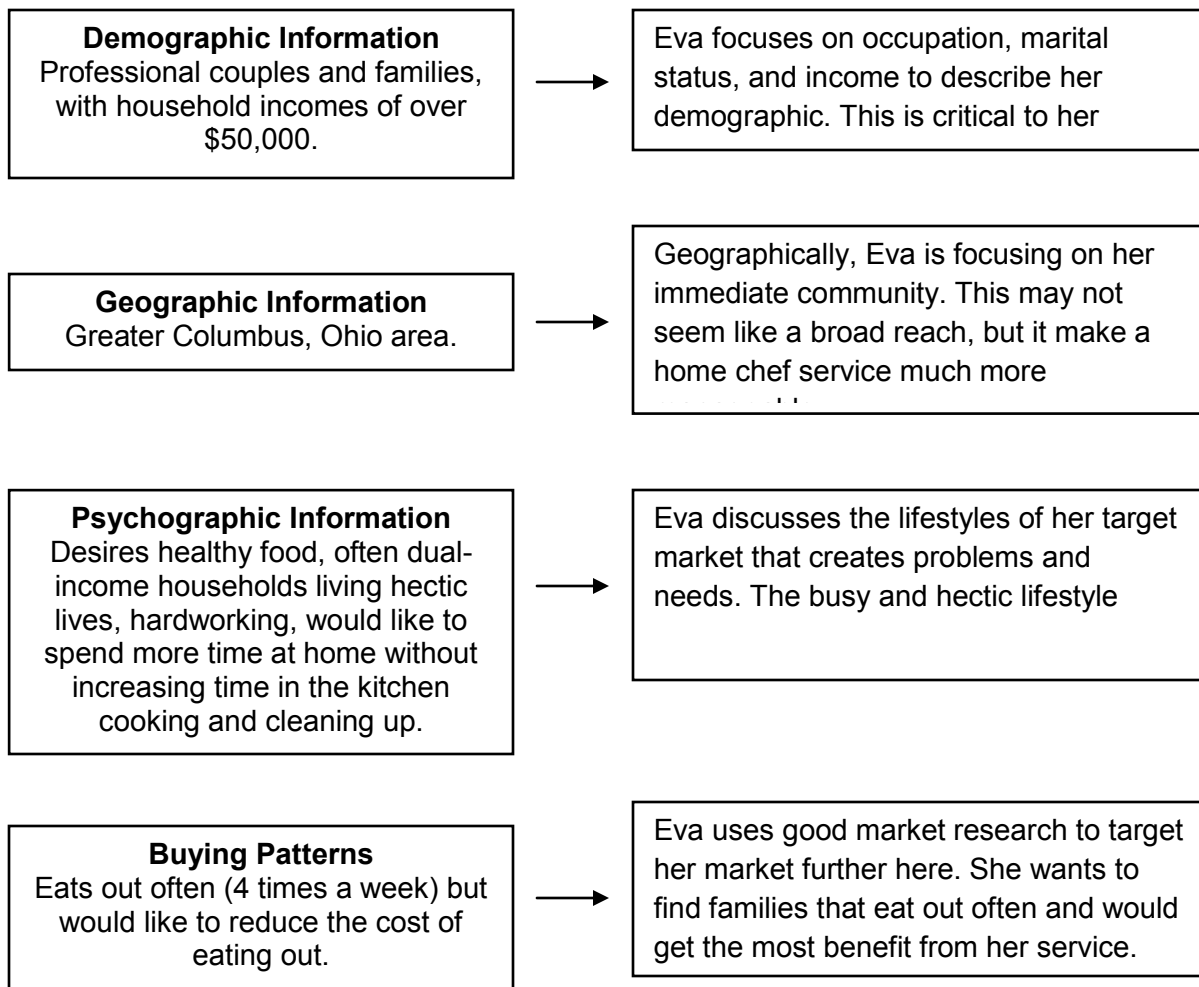 Demographic Information
Professional couples and families,
with household incomes of over
$50,000.
Eva focuses on occupation, marital
status, and income to describe her
demographic. This is critical to her
Geographic Information
Greater Columbus, Ohio area.
Geographically, Eva is focusing on her
immediate community. This may not
seem like a broad reach, but it make a
home chef service much more
Psychographic Information
Desires healthy food, often dual-
income households living hectic
lives, hardworking, would like to
spend more time at home without
increasing time in the kitchen
cooking and cleaning up.
Eva discusses the lifestyles of her target
market that creates problems and
needs. The busy and hectic lifestyle
Buying Patterns
Eats out often (4 times a week) but
would like to reduce the cost of
eating out.
Eva uses good market research to target
her market further here. She wants to
find families that eat out often and would
get the most benefit from her service.